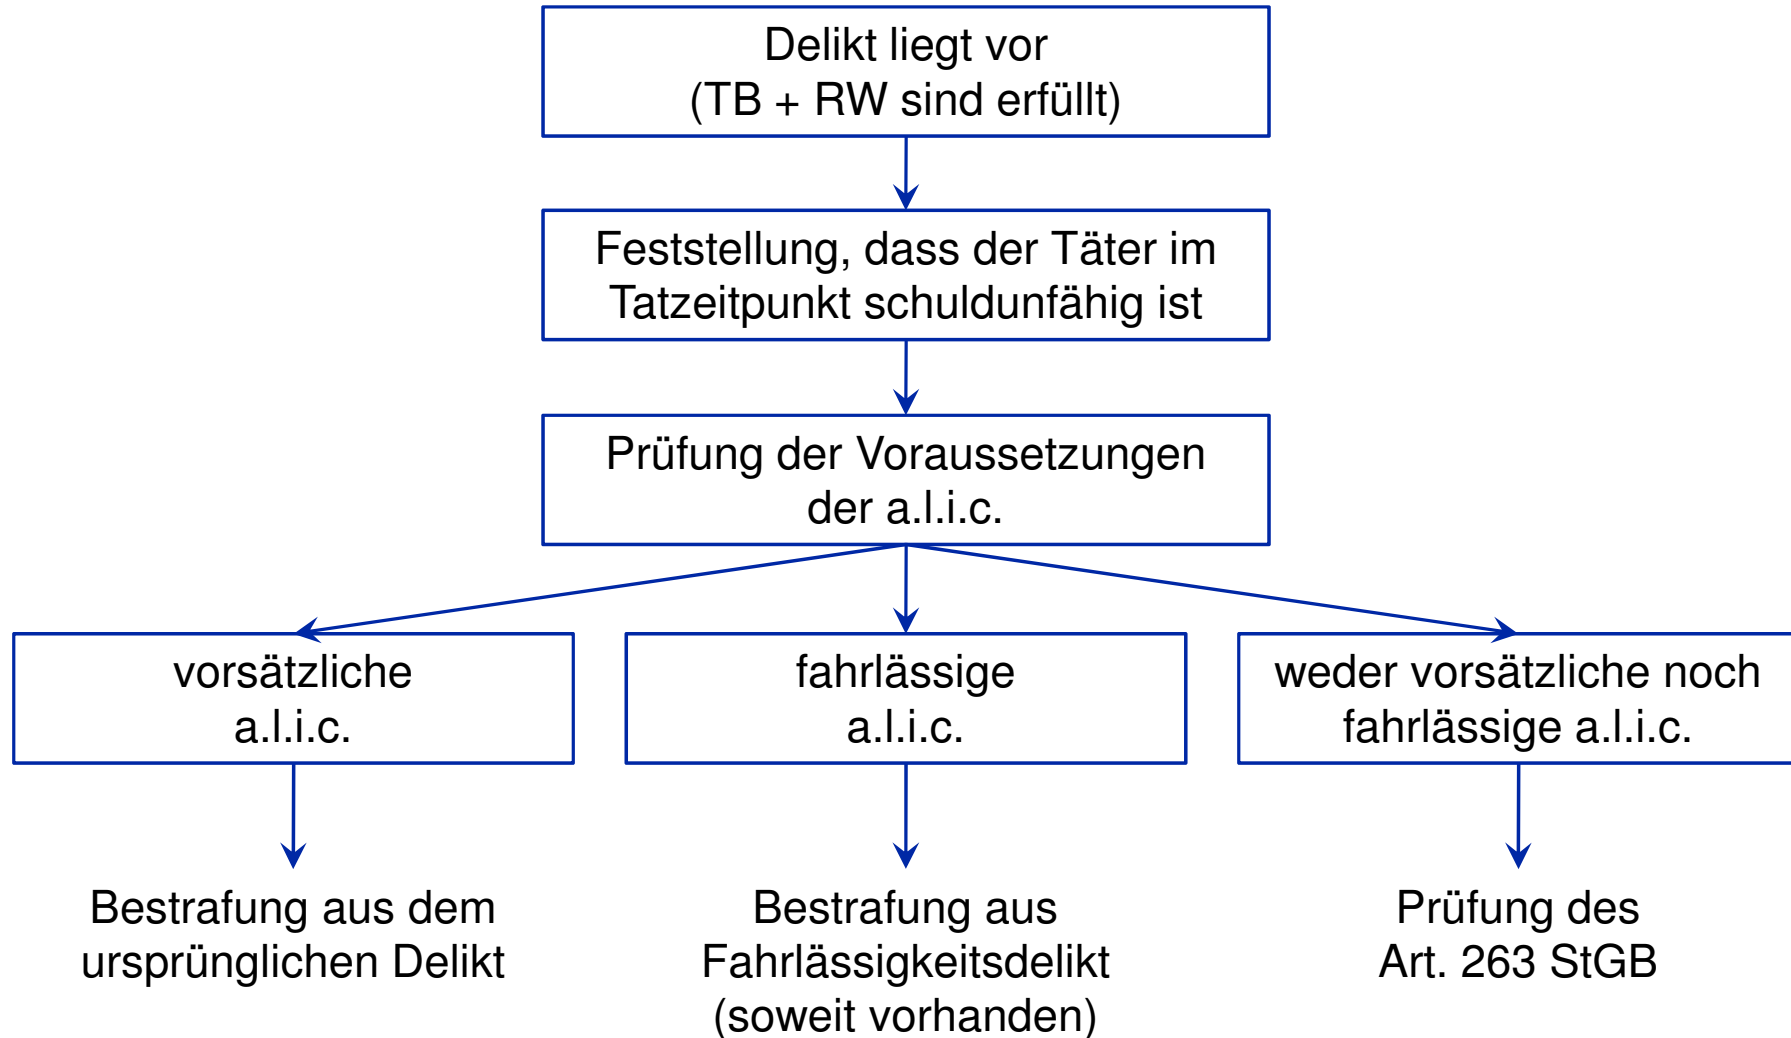 Delikt liegt vor
(TB + RW sind erfüllt)
Feststellung, dass der Täter im
Tatzeitpunkt schuldunfähig ist
Prüfung der Voraussetzungen
der a.l.i.c.
vorsätzliche
a.l.i.c.
fahrlässige
a.l.i.c.
weder vorsätzliche noch
fahrlässige a.l.i.c.
Bestrafung aus dem
ursprünglichen Delikt
Bestrafung aus
Fahrlässigkeitsdelikt
(soweit vorhanden)
Prüfung des
Art. 263 StGB